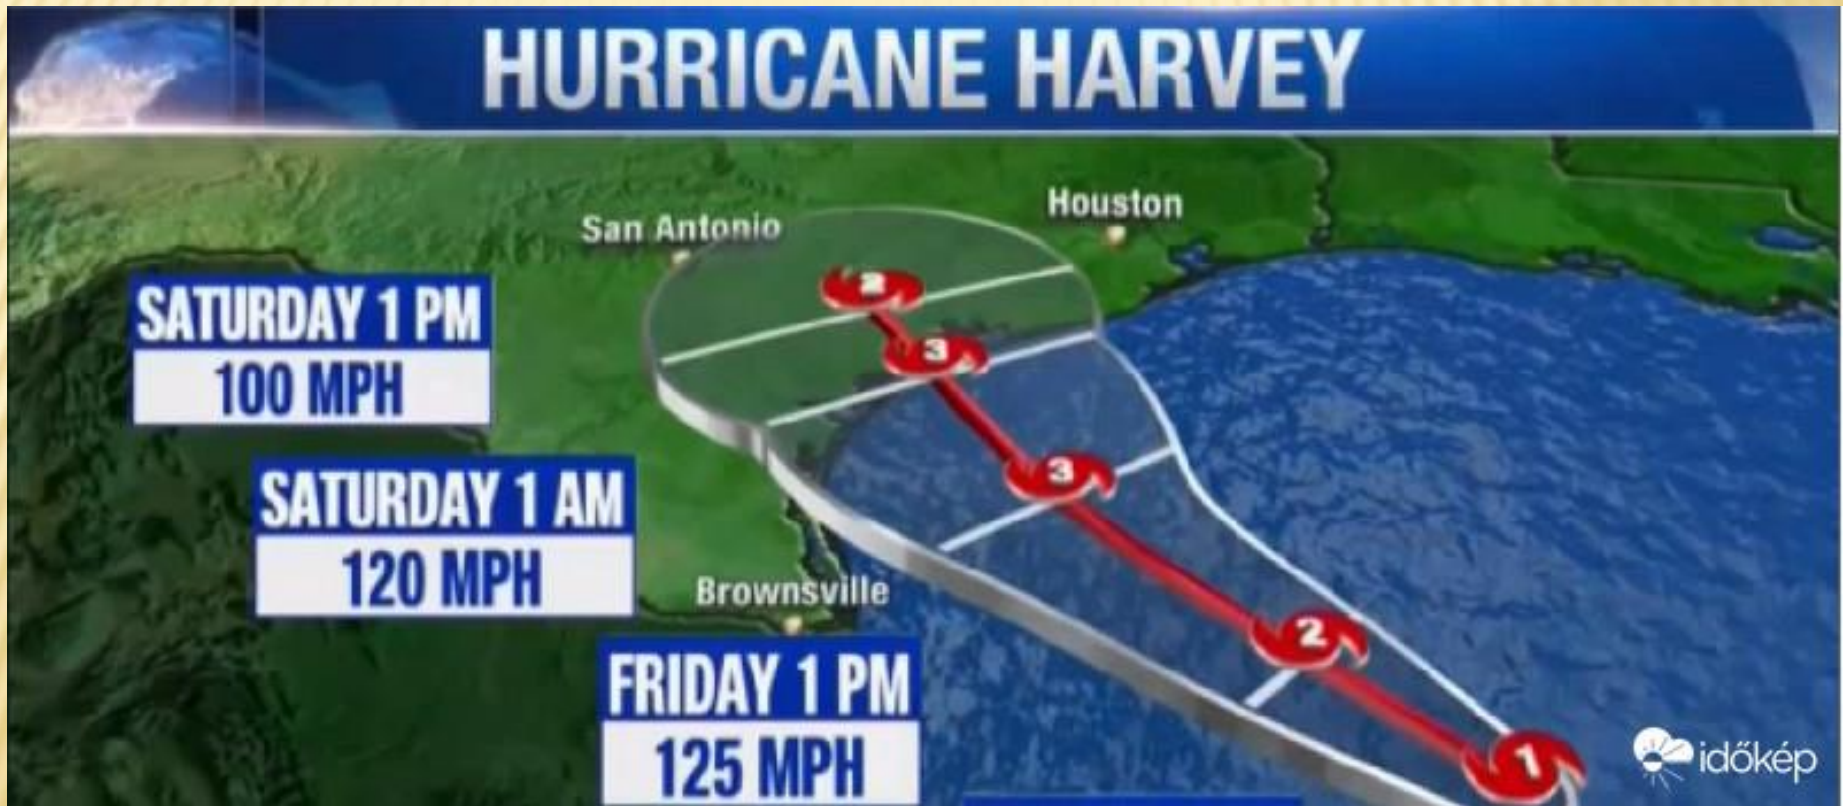 HURRICANE HARVEY
Houston
San Antonio
2
SATURDAY 1 PM
100 MPH
3
3
SATURDAY 1 AM
120 MPH
Brownsville
2
FRIDAY 1 PM
125 MPH
1
időkép